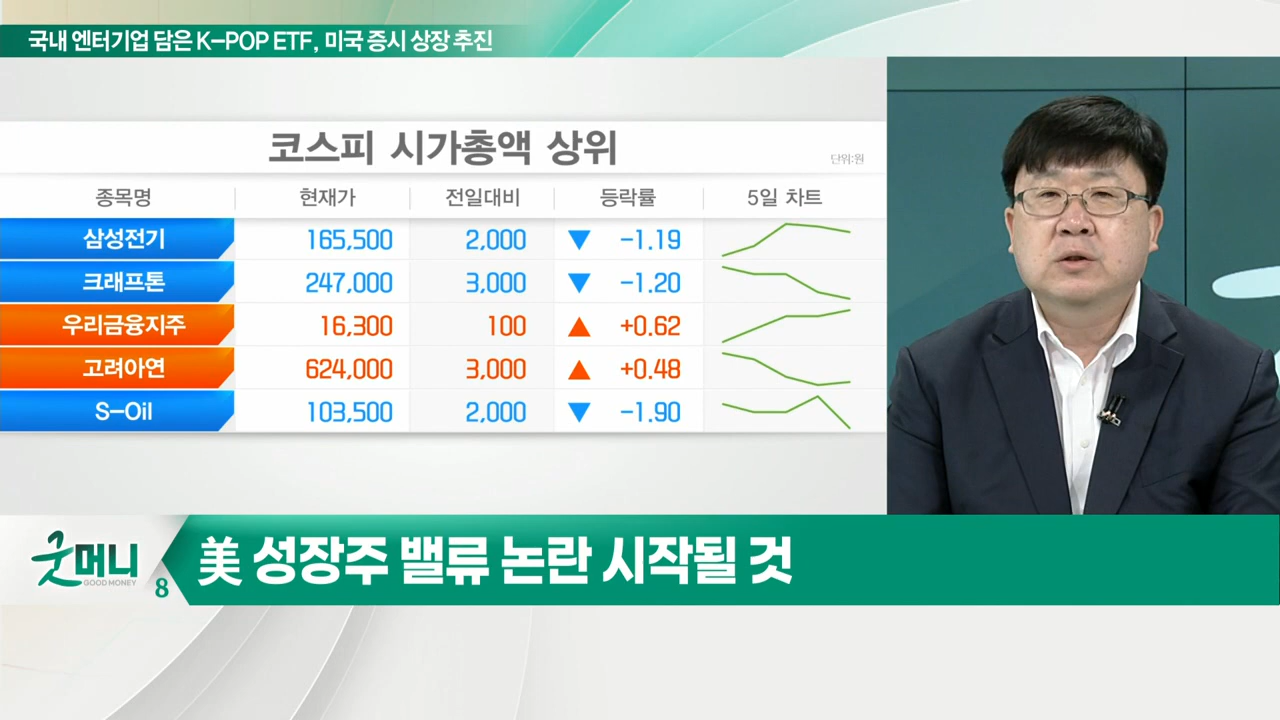 국내 엔터기업 담은 K-POP ETF, 미국 증시 상장 추진
코스피 시가총액 상위
단위:원
종목명 현재가 전일대비 등락률 5일 차트
삼성전기 165,500 2,000 ▼ -1.19
크래프톤 247,000 3,000 ▼ -1.20
우리금융지주 16,300 100 ▲ +0.62
고려아연 624,000 3,000 ▲ +0.48
S-Oil 103,500 2,000 ▼ -1.90
굿머니
GOOD MONEY
8
美 성장주 밸류 논란 시작될 것